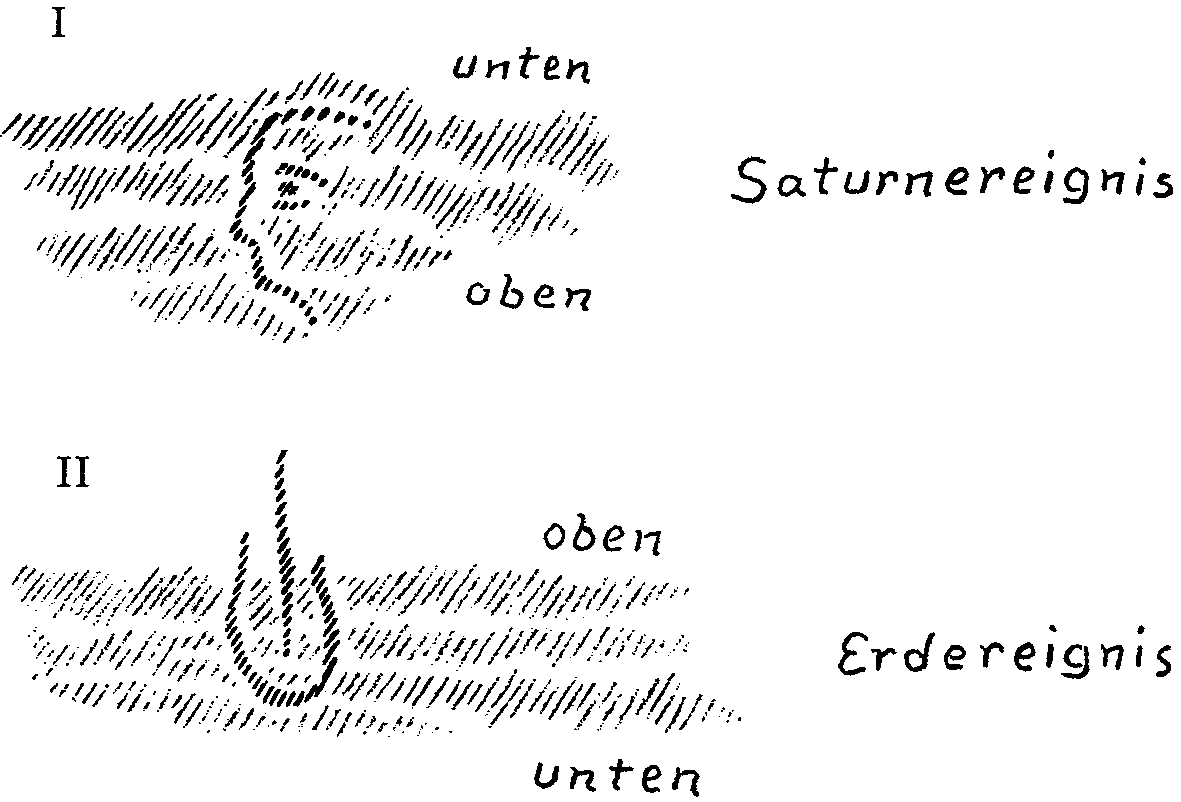 I
unten
Saturnereignis
oben
II
oben
Erdereignis
unten